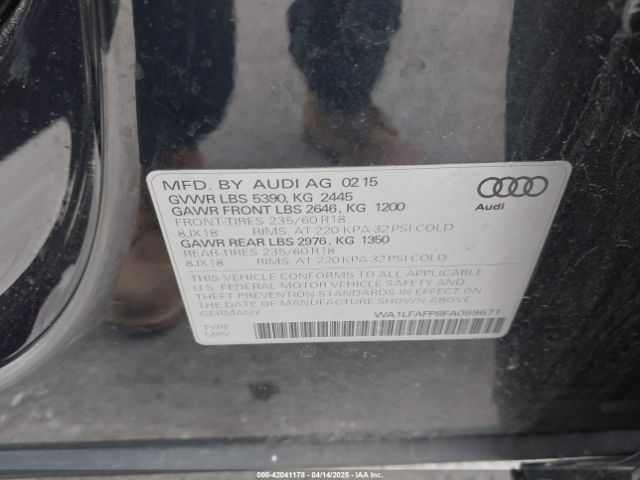 MFD. BY AUDI AG 02 15
GVWR LBS 5390, KG 2445
GAWR FRONT LBS 2646, KG 1200
FRONT-TIRES 235/60 R18
8JX18 RIMS, AT 220 KPA 32 PSI COLD
GAWR REAR LBS 2976, KG 1350
REAR-TIRES 235/60 R18
8JX18 RIMS, AT 220 KPA 32 PSI COLD
THIS VEHICLE CONFORMS TO ALL APPLICABLE
U.S. FEDERAL MOTOR VEHICLE SAFETY- AND
THEFT PREVENTION STANDARDS IN EFFECT ON
THE DATE OF MANUFACTURE SHOWN ABOVE.
GERMANY
TYPE
MPV
WA1LFAFP8FA099671
Audi
000-42041178 - 04/14/2025 - IAAI.COM